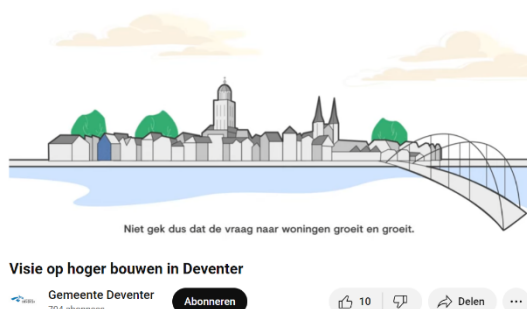 Niet gek dus dat de vraag naar woningen groeit en groeit.
Visie op hoger bouwen in Deventer
Gemeente Deventer
Abonneren
10
Delen